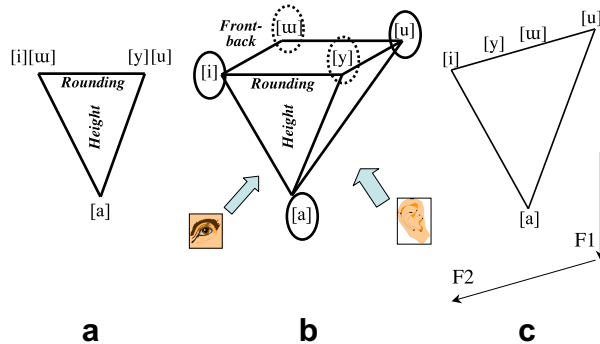 [i][ɯ] [y][u]
Rounding
Height
[a]
a
Front-
back
[ɯ]
[u]
[i]
[y]
Rounding
Height
[a]
b
[u]
[ɯ]
[y]
[i]
[a]
F1
F2
c